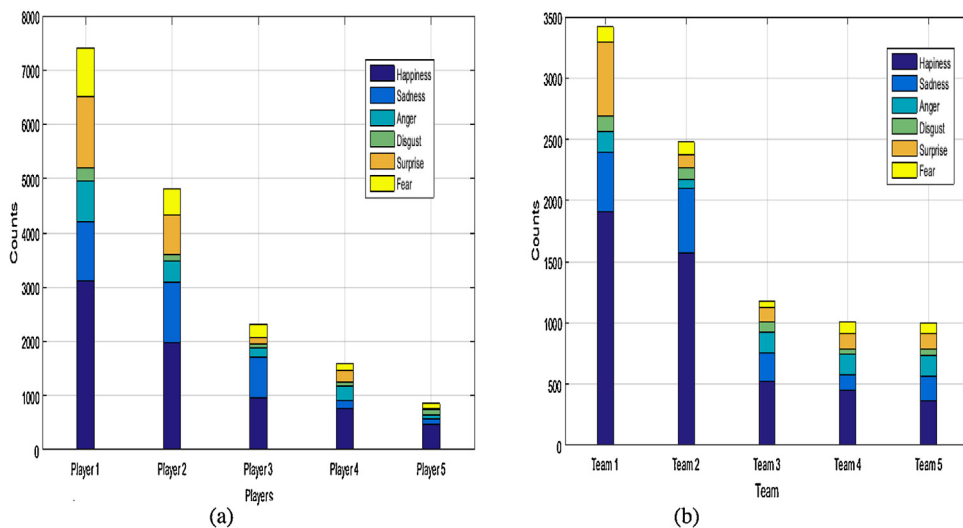 8000
7000
6000
5000
4000
3000
2000
1000
0
Counts
Happiness
Sadness
Anger
Disgust
Surprise
Fear
Player 1
Player 2
Player 3
Player 4
Player 5
Players
(a)
3500
3000
2500
2000
1500
1000
500
0
Counts
Hapiness
Sadness
Anger
Disgust
Surprise
Fear
Team 1
Team 2
Team 3
Team 4
Team 5
Team
(b)